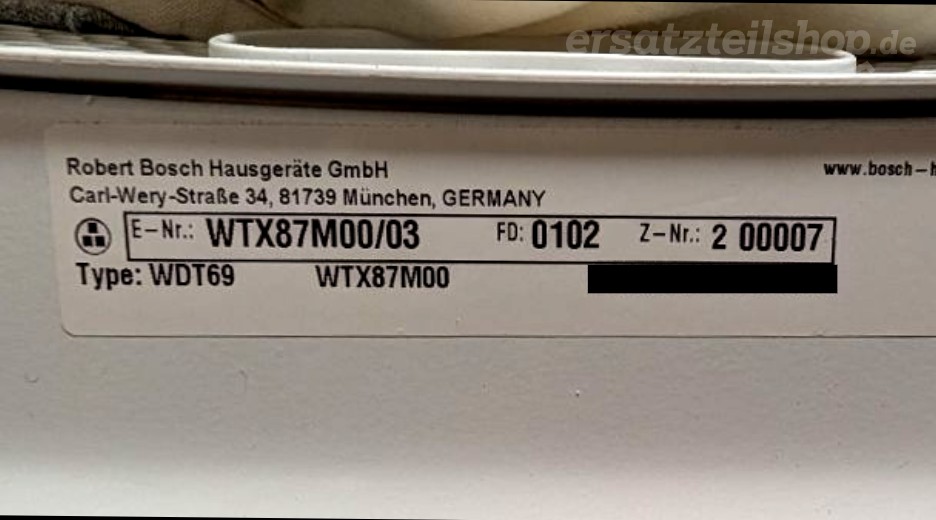 ersatzteilshop.de
Robert Bosch Hausgeräte GmbH
www.bosch-h
Carl-Wery-Straße 34, 81739 München, GERMANY
E-Nr.: WTX87M00/03 FD: 0102 Z-Nr.: 2 00007
Type: WDT69 WTX87M00